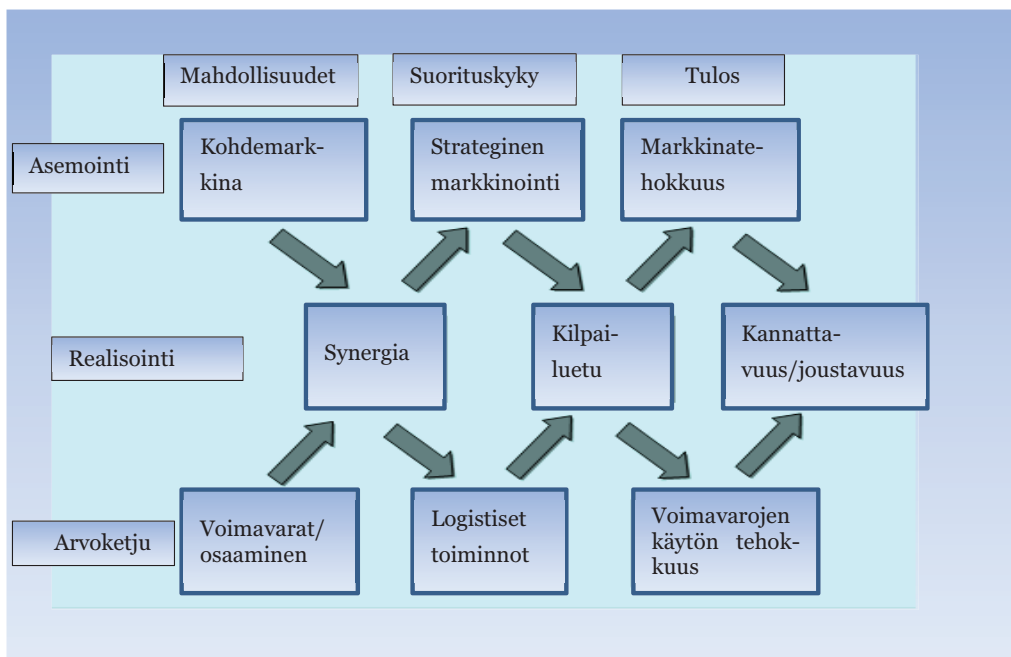 Mahdollisuudet
Suorituskyky
Tulos
Asemointi
Kohdemark-
kina
Strateginen
markkinointi
Markkinate-
hokkuus
Realisointi
Synergia
Kilpai-
luetu
Kannatta-
vuus/joustavuus
Arvoketju
Voimavarat/
osaaminen
Logistiset
toiminnot
Voimavarojen
käytön tehok-
kuus